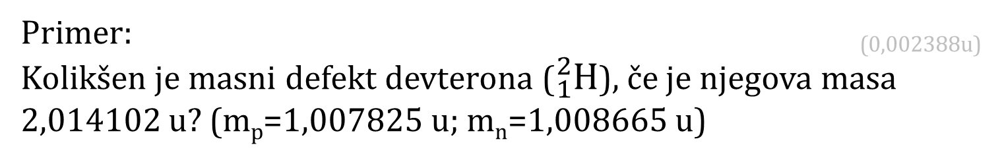 Primer:
(0,002388u)
Kolikšen je masni defekt devterona (²₁H), če je njegova masa
2,014102 u? (mₚ=1,007825 u; mₙ=1,008665 u)